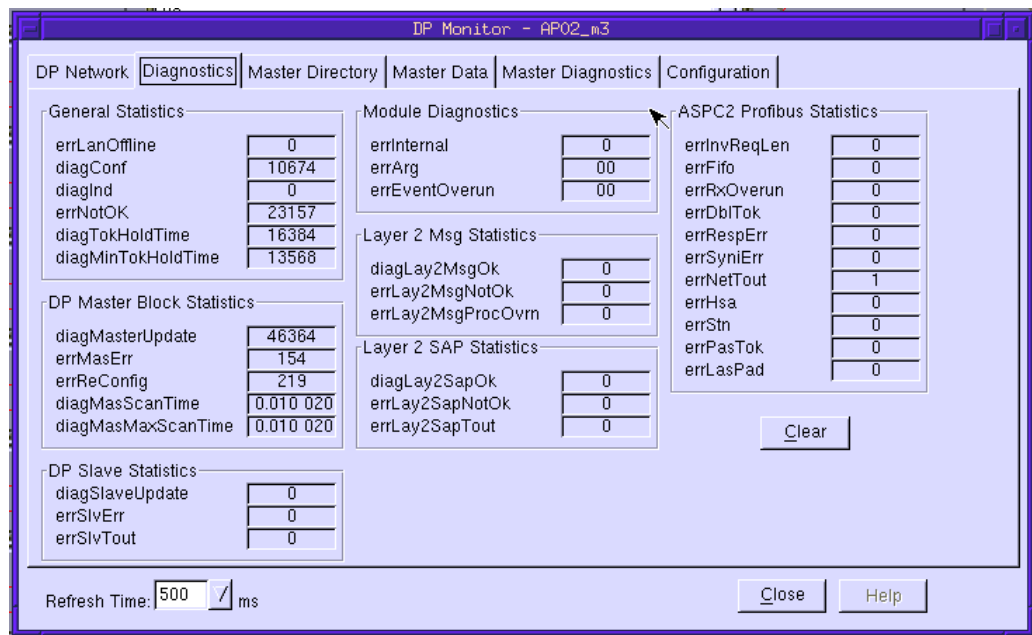 DP Monitor - AP02_m3
DP Network Diagnostics Master Directory Master Data Master Diagnostics Configuration
General Statistics
errLanOffline 0
diagConf 10674
diagInd 0
errNotOK 23157
diagTokHoldTime 16384
diagMinTokHoldTime 13568
DP Master Block Statistics
diagMasterUpdate 46364
errMasErr 154
errReConfig 219
diagMasScanTime 0.010 020
diagMasMaxScanTime 0.010 020
DP Slave Statistics
diagSlaveUpdate 0
errSlvErr 0
errSlvTout 0
Module Diagnostics
errInternal 0
errArg 00
errEventOverun 00
Layer 2 Msg Statistics
diagLay2MsgOk 0
errLay2MsgNotOk 0
errLay2MsgProcOvrn 0
Layer 2 SAP Statistics
diagLay2SapOk 0
errLay2SapNotOk 0
errLay2SapTout 0
ASPC2 Profibus Statistics
errInvReqLen 0
errFifo 0
errRxOverun 0
errDblTok 0
errRespErr 0
errSyniErr 0
errNetTout 1
errHsa 0
errStn 0
errPasTok 0
errLasPad 0
Clear
Refresh Time: 500 ms
Close Help